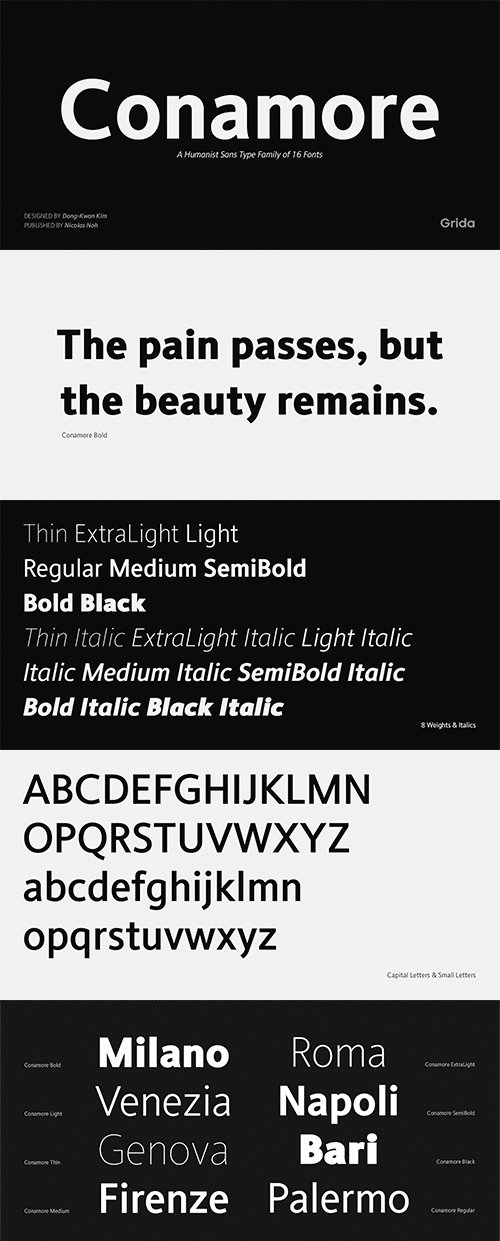 Conamore
A Humanist Sans Type Family of 16 Fonts
DESIGNED BY Dong-Kwon Kim
PUBLISHED BY Nicolas Noh
Grida
The pain passes, but
the beauty remains.
Conamore Bold
Thin ExtraLight Light
Regular Medium SemiBold
Bold Black
Thin Italic ExtraLight Italic Light Italic
Italic Medium Italic SemiBold Italic
Bold Italic Black Italic
8 Weights & Italics
ABCDEFGHIJKLMN
OPQRSTUVWXYZ
abcdefghijklmn
opqrstuvwxyz
Capital Letters & Small Letters
Conamore Bold Milano Roma Conamore ExtraLight
Conamore Light Venezia Napoli Conamore SemiBold
Conamore Thin Genova Bari Conamore Black
Conamore Medium Firenze Palermo Conamore Regular